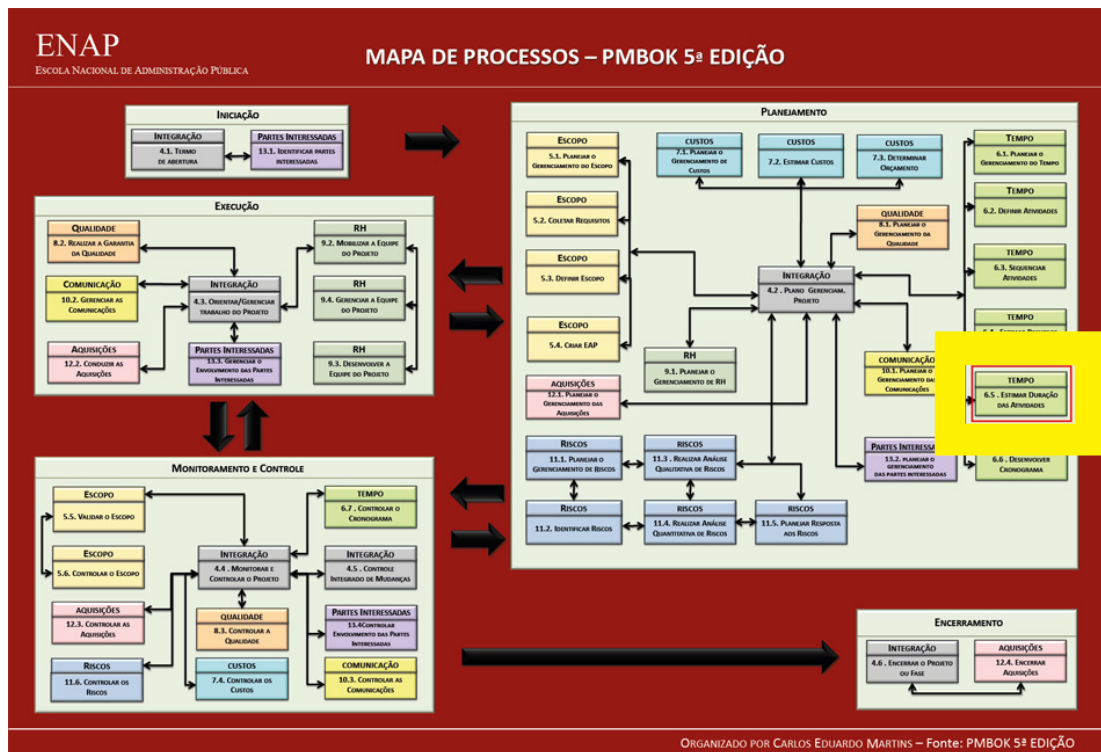 ENAP
ESCOLA NACIONAL DE ADMINISTRAÇÃO PÚBLICA
MAPA DE PROCESSOS – PMBOK 5ª EDIÇÃO
INICIAÇÃO
INTEGRAÇÃO
4.1. TERMO
DE ABERTURA
PARTES INTERESSADAS
13.1. IDENTIFICAR PARTES
INTERESSADAS
EXECUÇÃO
QUALIDADE
8.2. REALIZAR A GARANTIA
DA QUALIDADE
COMUNICAÇÃO
10.2. GERENCIAR AS
COMUNICAÇÕES
AQUISIÇÕES
12.2. CONDUZIR AS
AQUISIÇÕES
INTEGRAÇÃO
4.3. ORIENTAR/GERENCIAR
TRABALHO DO PROJETO
PARTES INTERESSADAS
13.3. GERENCIAR O
ENVOLVIMENTO DAS PARTES
INTERESSADAS
RH
9.2. MOBILIZAR A EQUIPE
DO PROJETO
RH
9.4. GERENCIAR A EQUIPE
DO PROJETO
RH
9.3. DESENVOLVER A
EQUIPE DO PROJETO
PLANEJAMENTO
ESCOPO
5.1. PLANEJAR O
GERENCIAMENTO DO ESCOPO
ESCOPO
5.2. COLETAR REQUISITOS
ESCOPO
5.3. DEFINIR ESCOPO
ESCOPO
5.4. CRIAR EAP
CUSTOS
7.1. PLANEJAR O
GERENCIAMENTO DE
CUSTOS
CUSTOS
7.2. ESTIMAR CUSTOS
CUSTOS
7.3. DETERMINAR
ORÇAMENTO
QUALIDADE
8.1. PLANEJAR O
GERENCIAMENTO DA
QUALIDADE
INTEGRAÇÃO
4.2 . PLANO GERENCIAM.
PROJETO
RH
9.1. PLANEJAR O
GERENCIAMENTO DE RH
AQUISIÇÕES
12.1. PLANEJAR O
GERENCIAMENTO DAS
AQUISIÇÕES
COMUNICAÇÃO
10.1. PLANEJAR O
GERENCIAMENTO DAS
COMUNICAÇÕES
PARTES INTERESSADAS
13.2. PLANEJAR O
GERENCIAMENTO
DAS PARTES INTERESSADAS
TEMPO
6.1. PLANEJAR O
GERENCIAMENTO DO TEMPO
TEMPO
6.2. DEFINIR ATIVIDADES
TEMPO
6.3. SEQUENCIAR
ATIVIDADES
TEMPO
TEMPO
6.5 . ESTIMAR DURAÇÃO
DAS ATIVIDADES
6.6 . DESENVOLVER
CRONOGRAMA
RISCOS
11.1. PLANEJAR O
GERENCIAMENTO DE RISCOS
RISCOS
11.3 . REALIZAR ANÁLISE
QUALITATIVA DE RISCOS
RISCOS
11.2. IDENTIFICAR RISCOS
RISCOS
11.4. REALIZAR ANÁLISE
QUANTITATIVA DE RISCOS
RISCOS
11.5. PLANJAR RESPOSTA
AOS RISCOS
MONITORAMENTO E CONTROLE
ESCOPO
5.5. VALIDAR O ESCOPO
ESCOPO
5.6. CONTROLAR O ESCOPO
AQUISIÇÕES
12.3. CONTROLAR AS
AQUISIÇÕES
RISCOS
11.6. CONTROLAR OS
RISCOS
INTEGRAÇÃO
4.4 . MONITORAR E
CONTROLAR O PROJETO
QUALIDADE
8.3. CONTROLAR A
QUALIDADE
CUSTOS
7.4. CONTROLAR OS
CUSTOS
TEMPO
6.7 . CONTROLAR O
CRONOGRAMA
INTEGRAÇÃO
4.5 . CONTROLE
INTEGRADO DE MUDANÇAS
PARTES INTERESSADAS
13.4CONTROLAR
ENVOLVIMENTO DAS PARTES
INTERESSADAS
COMUNICAÇÃO
10.3. CONTROLAR AS
COMUNICAÇÕES
ENCERRAMENTO
INTEGRAÇÃO
4.6 . ENCERRAR O PROJETO
OU FASE
AQUISIÇÕES
12.4. ENCERRAR
AQUISIÇÕES
ORGANIZADO POR CARLOS EDUARDO MARTINS – Fonte: PMBOK 5ª EDIÇÃO